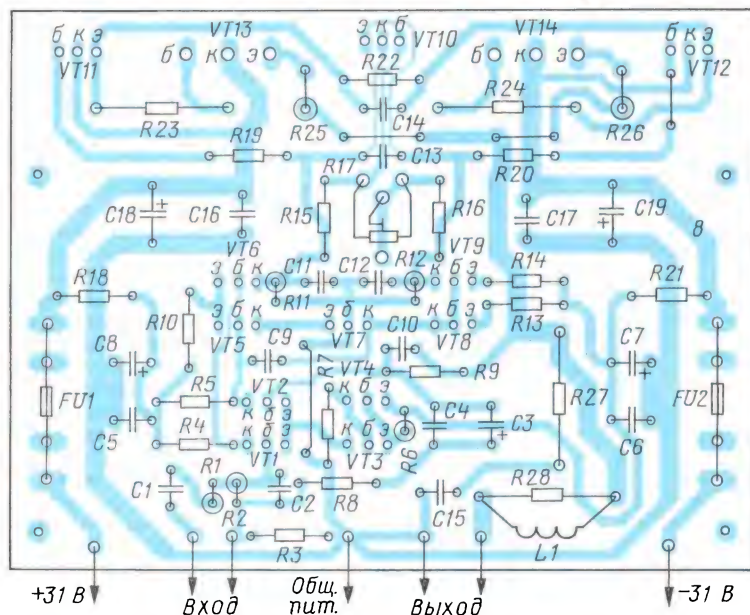 б к э
VT13
VT10
к э б
VT14
б к э
VT11
б к э
R22
б к э
VT12
R23
R25
C14
R24
R26
R19
C13
R20
R17
C18 +
C16
R15
R16
C17
C19
+
8
VT6
э б к
R12
VT9
к б э
R18
C11
C12
R14
R21
R11
R13
R10
э б к
VT5
э б к
VT7
C10
к б э
VT8
C8
+
C9
R7
VT4
R9
C7
+
FU1
R5
VT2
к б э
к б э
R27
FU2
C5
R4
к б э
VT1
к б э
VT3
R6
C4
C3
+
C6
C1
R1
R2
C2
R8
C15
R28
R3
L1
+31 В
Вход
Общ.
пит.
Выход
−31 В